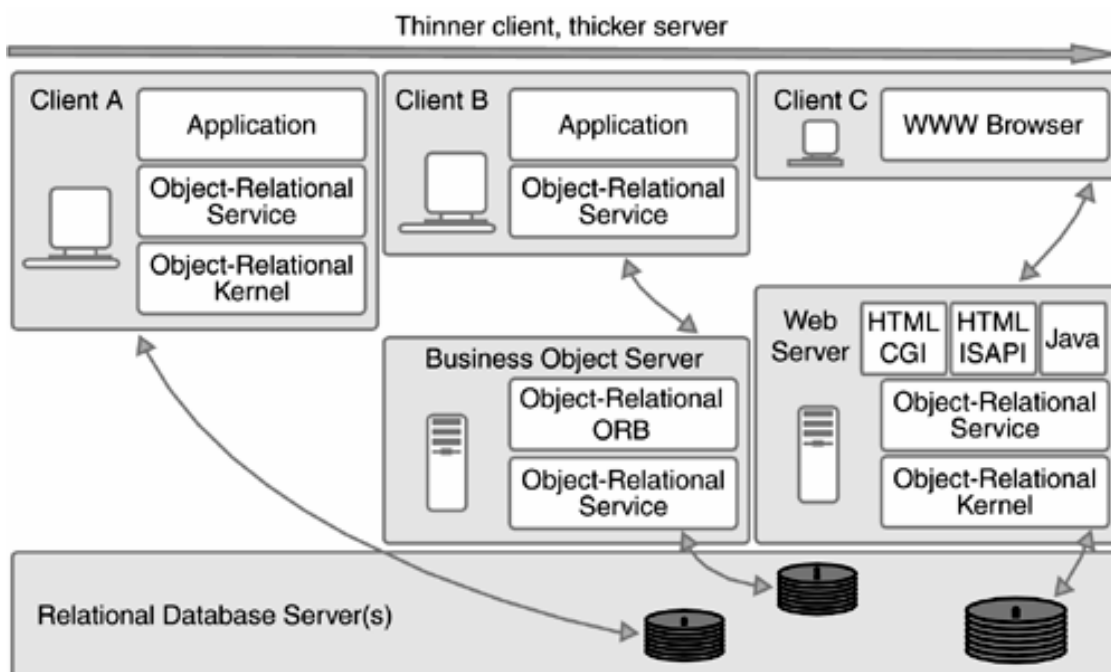 Thinner client, thicker server
Client A
Application
Object-Relational
Service
Object-Relational
Kernel
Client B
Application
Object-Relational
Service
Client C
WWW Browser
Business Object Server
Object-Relational
ORB
Object-Relational
Service
Web
Server
HTML
CGI
HTML
ISAPI
Java
Object-Relational
Service
Object-Relational
Kernel
Relational Database Server(s)